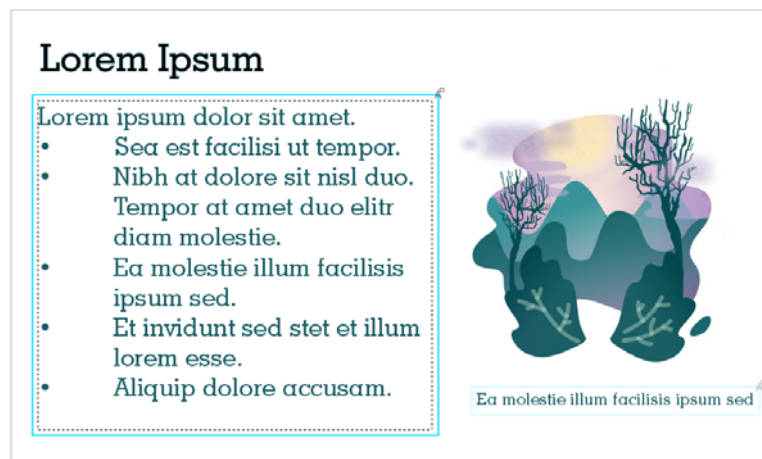 Lorem Ipsum
Lorem ipsum dolor sit amet.
• Sea est facilisi ut tempor.
• Nibh at dolore sit nisl duo.
Tempor at amet duo elitr
diam molestie.
• Ea molestie illum facilisis
ipsum sed.
• Et invidunt sed stet et illum
lorem esse.
• Aliquip dolore accusam.
Ea molestie illum facilisis ipsum sed